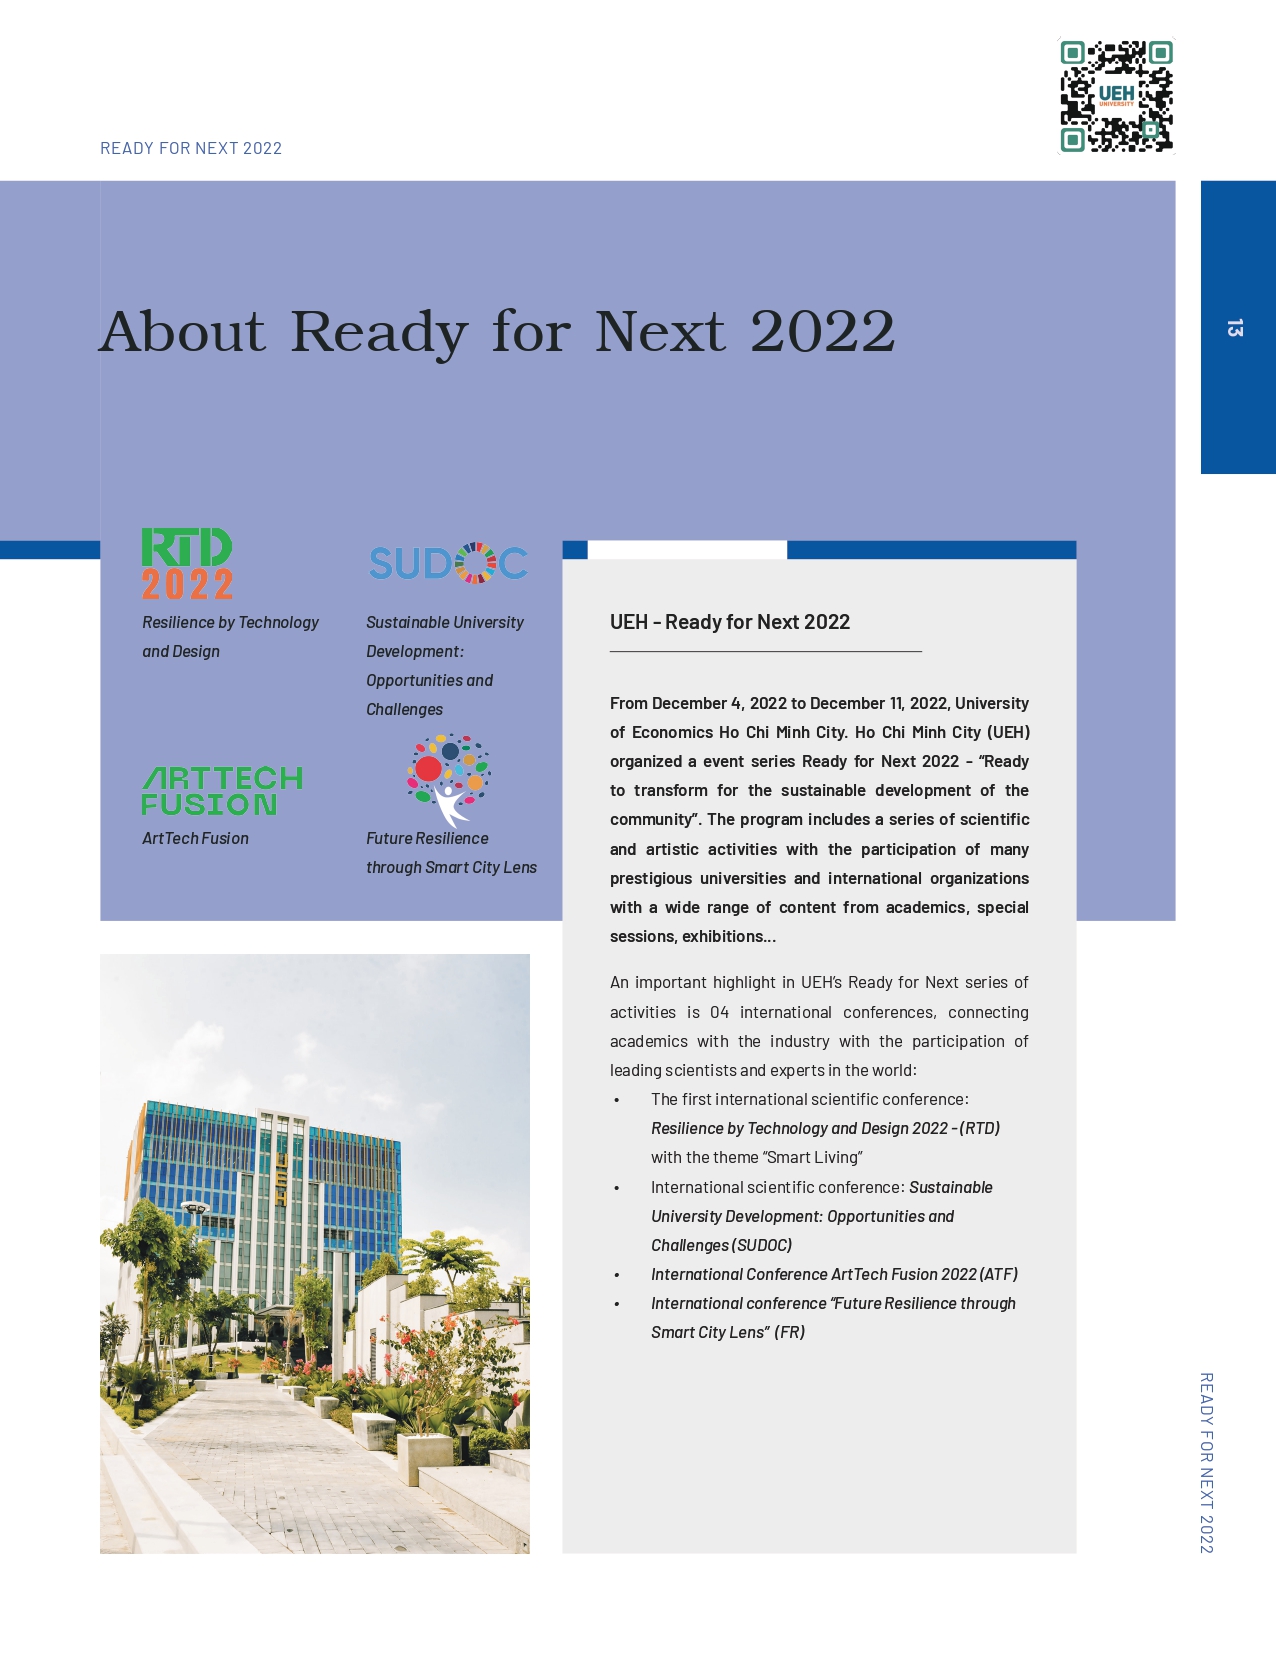 READY FOR NEXT 2022
UEH
UNIVERSITY
13
About Ready for Next 2022
RTD
2022
Resilience by Technology
and Design
SUDOC
Sustainable University
Development:
Opportunities and
Challenges
ARTTECH
FUSION
ArtTech Fusion
Future Resilience
through Smart City Lens
UEH
UEH - Ready for Next 2022
From December 4, 2022 to December 11, 2022, University
of Economics Ho Chi Minh City. Ho Chi Minh City (UEH)
organized a event series Ready for Next 2022 - “Ready
to transform for the sustainable development of the
community”. The program includes a series of scientific
and artistic activities with the participation of many
prestigious universities and international organizations
with a wide range of content from academics, special
sessions, exhibitions...
An important highlight in UEH’s Ready for Next series of
activities is 04 international conferences, connecting
academics with the industry with the participation of
leading scientists and experts in the world:
• The first international scientific conference:
Resilience by Technology and Design 2022 - (RTD)
with the theme “Smart Living”
• International scientific conference: Sustainable
University Development: Opportunities and
Challenges (SUDOC)
• International Conference ArtTech Fusion 2022 (ATF)
• International conference “Future Resilience through
Smart City Lens” (FR)
READY FOR NEXT 2022